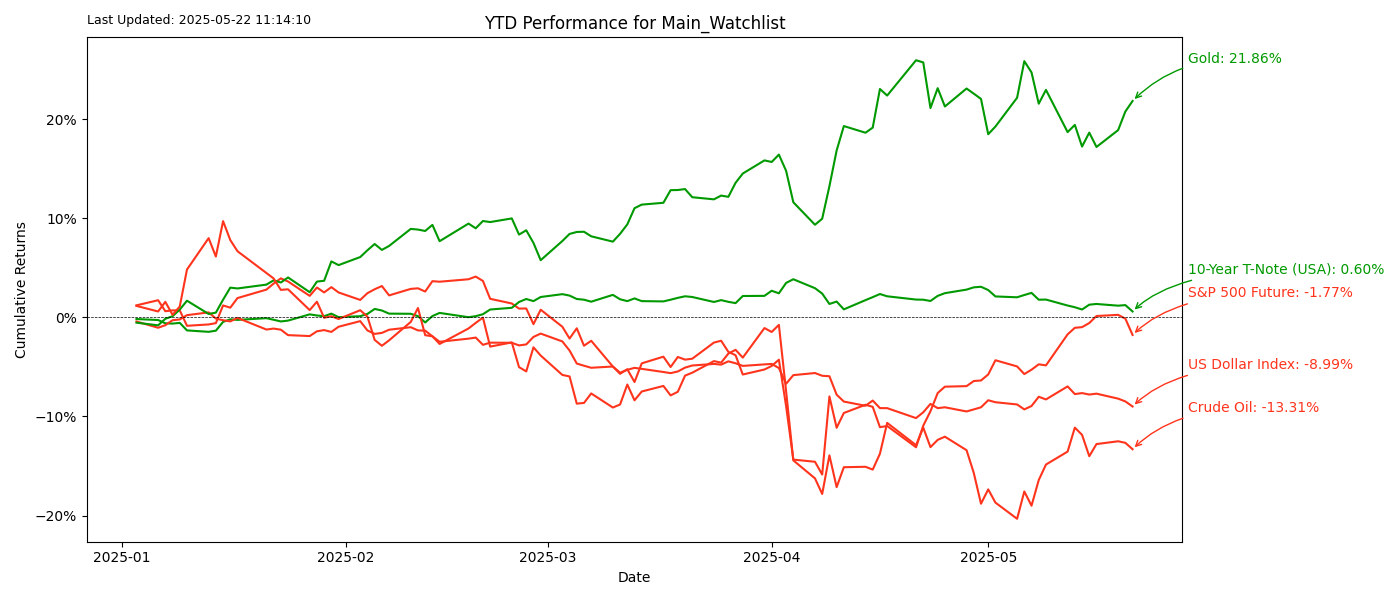 Last Updated: 2025-05-22 11:14:10
YTD Performance for Main_Watchlist
Gold: 21.86%
10-Year T-Note (USA): 0.60%
S&P 500 Future: -1.77%
US Dollar Index: -8.99%
Crude Oil: -13.31%
Cumulative Returns
20%
10%
0%
−10%
−20%
2025-01
2025-02
2025-03
2025-04
2025-05
Date